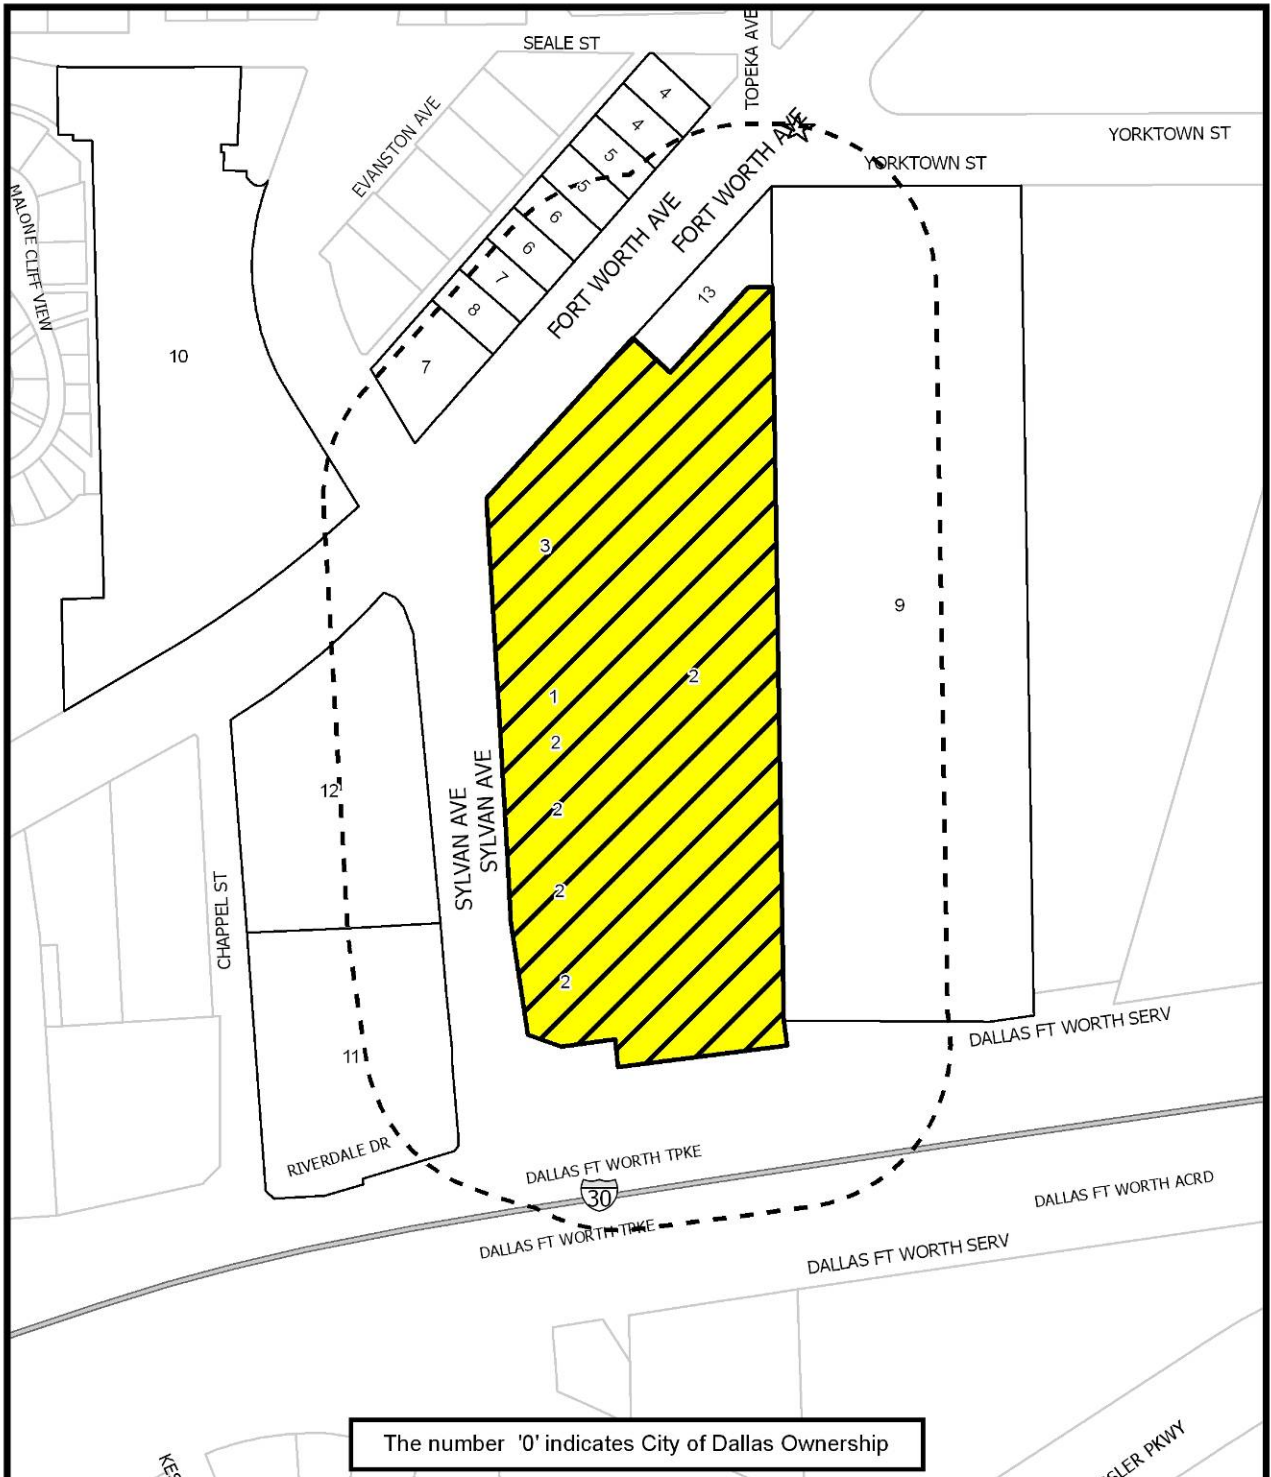 SEALE ST
TOPEKA AVE
EVANSTON AVE
YORKTOWN ST
YORKTOWN ST
FORT WORTH AVE
FORT WORTH AVE
MALONE CLIFF VIEW
4
4
5
5
6
6
7
8
7
13
10
3
9
2
1
2
2
2
2
12
SYLVAN AVE
SYLVAN AVE
CHAPPEL ST
11
RIVERDALE DR
DALLAS FT WORTH SERV
DALLAS FT WORTH TPKE
30
DALLAS FT WORTH TPKE
DALLAS FT WORTH ACRD
DALLAS FT WORTH SERV
The number '0' indicates City of Dallas Ownership
KES
SLER PKWY